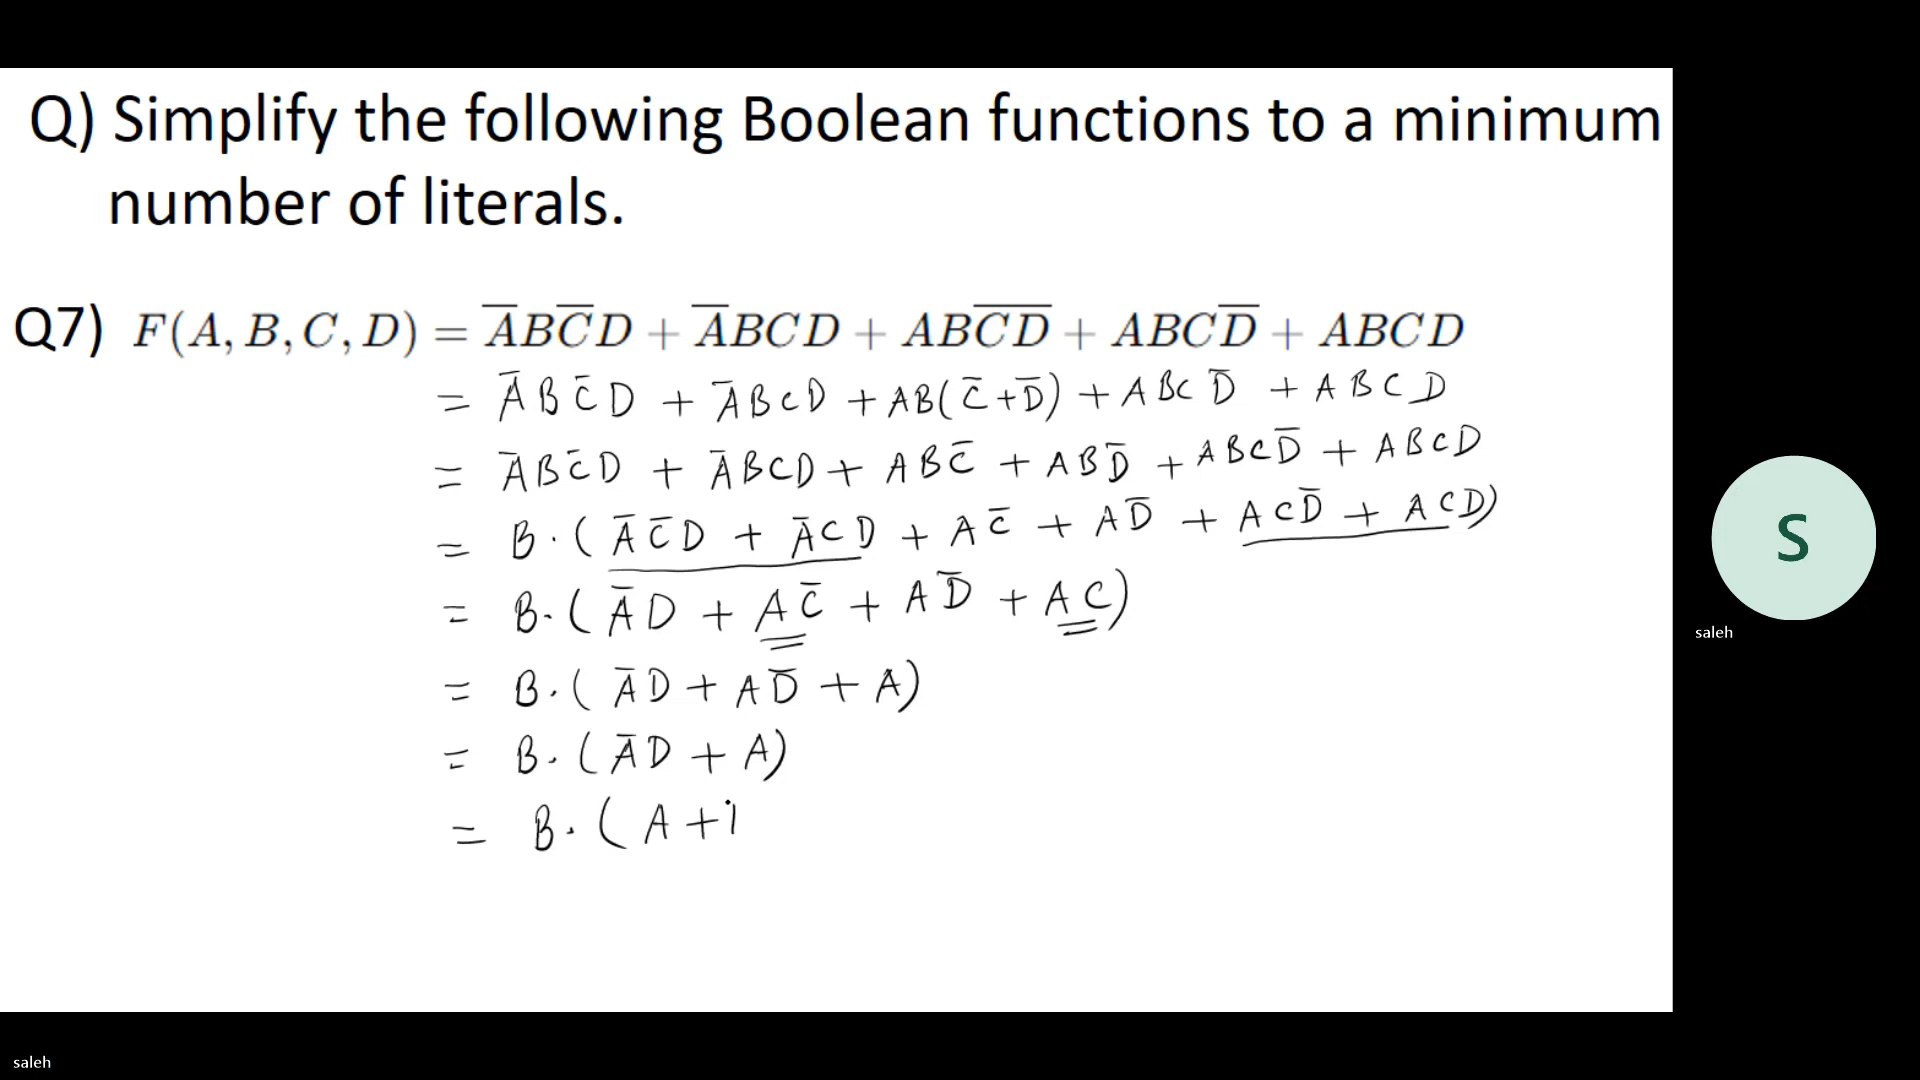 Q) Simplify the following Boolean functions to a minimum
number of literals.
Q7) F(A, B, C, D) = A̅BC̅D + A̅BCD + ABC̅D̅ + ABCD̅ + ABCD
= A̅BC̅D + A̅BCD + AB(C̅+D̅) + ABCD̅ + ABCD
= A̅BC̅D + A̅BCD + ABC̅ + ABD̅ + ABCD̅ + ABCD
= B·(A̅C̅D + A̅CD + AC̅ + AD̅ + ACD̅ + ACD)
= B·(A̅D + AC̅ + AD̅ + AC)
= B·(A̅D + AD̅ + A)
= B·(A̅D + A)
= B·(A +
S
saleh
saleh